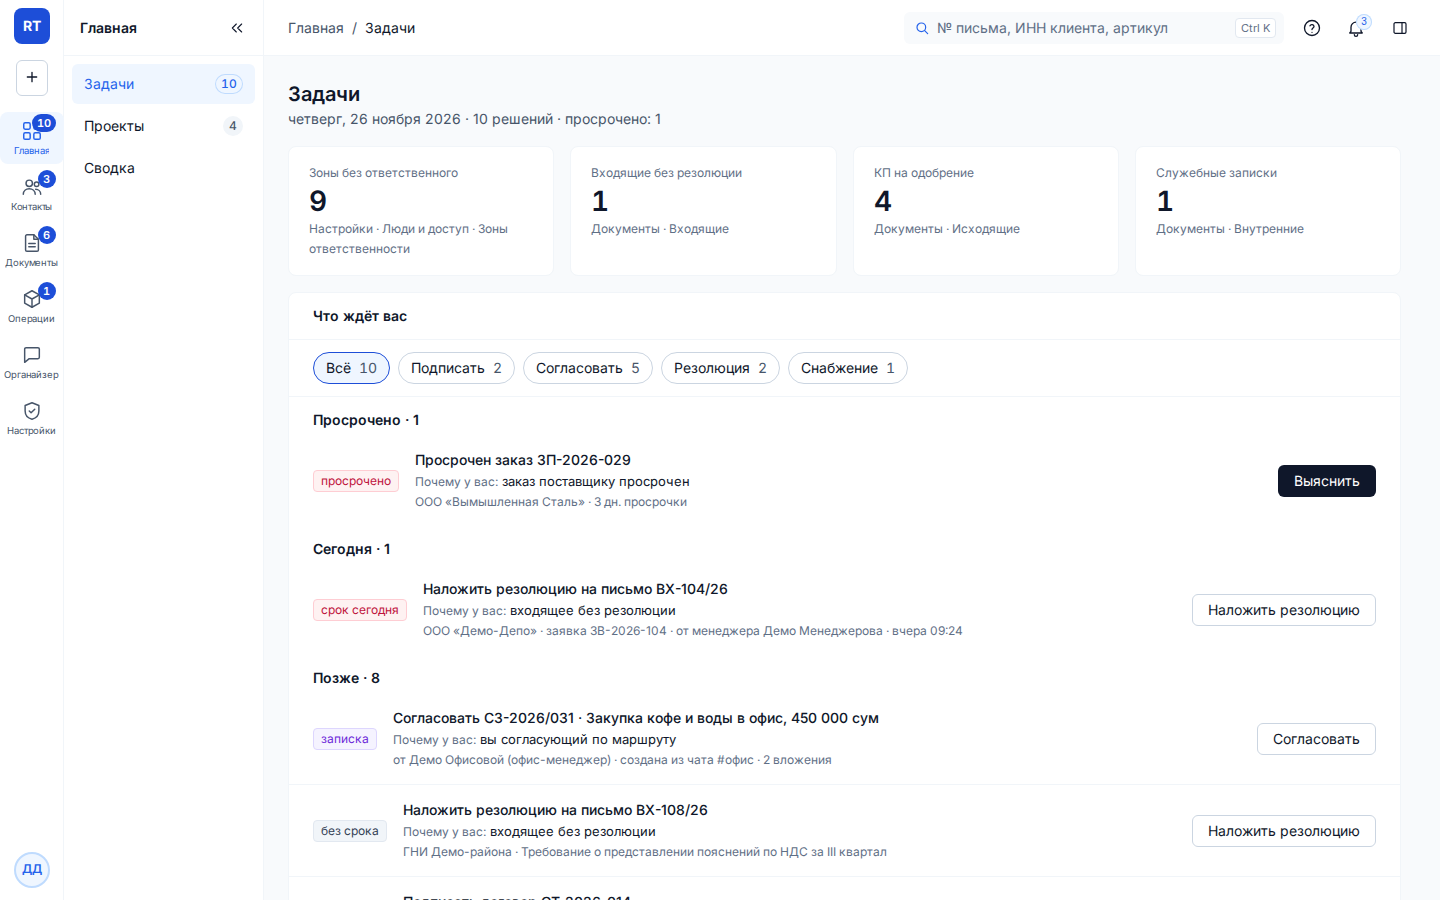 RT
Главная
Главная / Задачи
№ письма, ИНН клиента, артикул
Ctrl K
3
10
Главная
3
Контакты
6
Документы
1
Операции
Органайзер
Настройки
ДД
Задачи 10
Проекты 4
Сводка
Задачи
четверг, 26 ноября 2026 · 10 решений · просрочено: 1
Зоны без ответственного
9
Настройки · Люди и доступ · Зоны
ответственности
Входящие без резолюции
1
Документы · Входящие
КП на одобрение
4
Документы · Исходящие
Служебные записки
1
Документы · Внутренние
Что ждёт вас
Всё 10
Подписать 2
Согласовать 5
Резолюция 2
Снабжение 1
Просрочено · 1
просрочено
Просрочен заказ ЗП-2026-029
Почему у вас: заказ поставщику просрочен
ООО «Вымышленная Сталь» · 3 дн. просрочки
Выяснить
Сегодня · 1
срок сегодня
Наложить резолюцию на письмо ВХ-104/26
Почему у вас: входящее без резолюции
ООО «Демо-Депо» · заявка ЗВ-2026-104 · от менеджера Демо Менеджерова · вчера 09:24
Наложить резолюцию
Позже · 8
записка
Согласовать СЗ-2026/031 · Закупка кофе и воды в офис, 450 000 сум
Почему у вас: вы согласующий по маршруту
от Демо Офисовой (офис-менеджер) · создана из чата #офис · 2 вложения
Согласовать
без срока
Наложить резолюцию на письмо ВХ-108/26
Почему у вас: входящее без резолюции
ГНИ Демо-района · Требование о представлении пояснений по НДС за III квартал
Наложить резолюцию